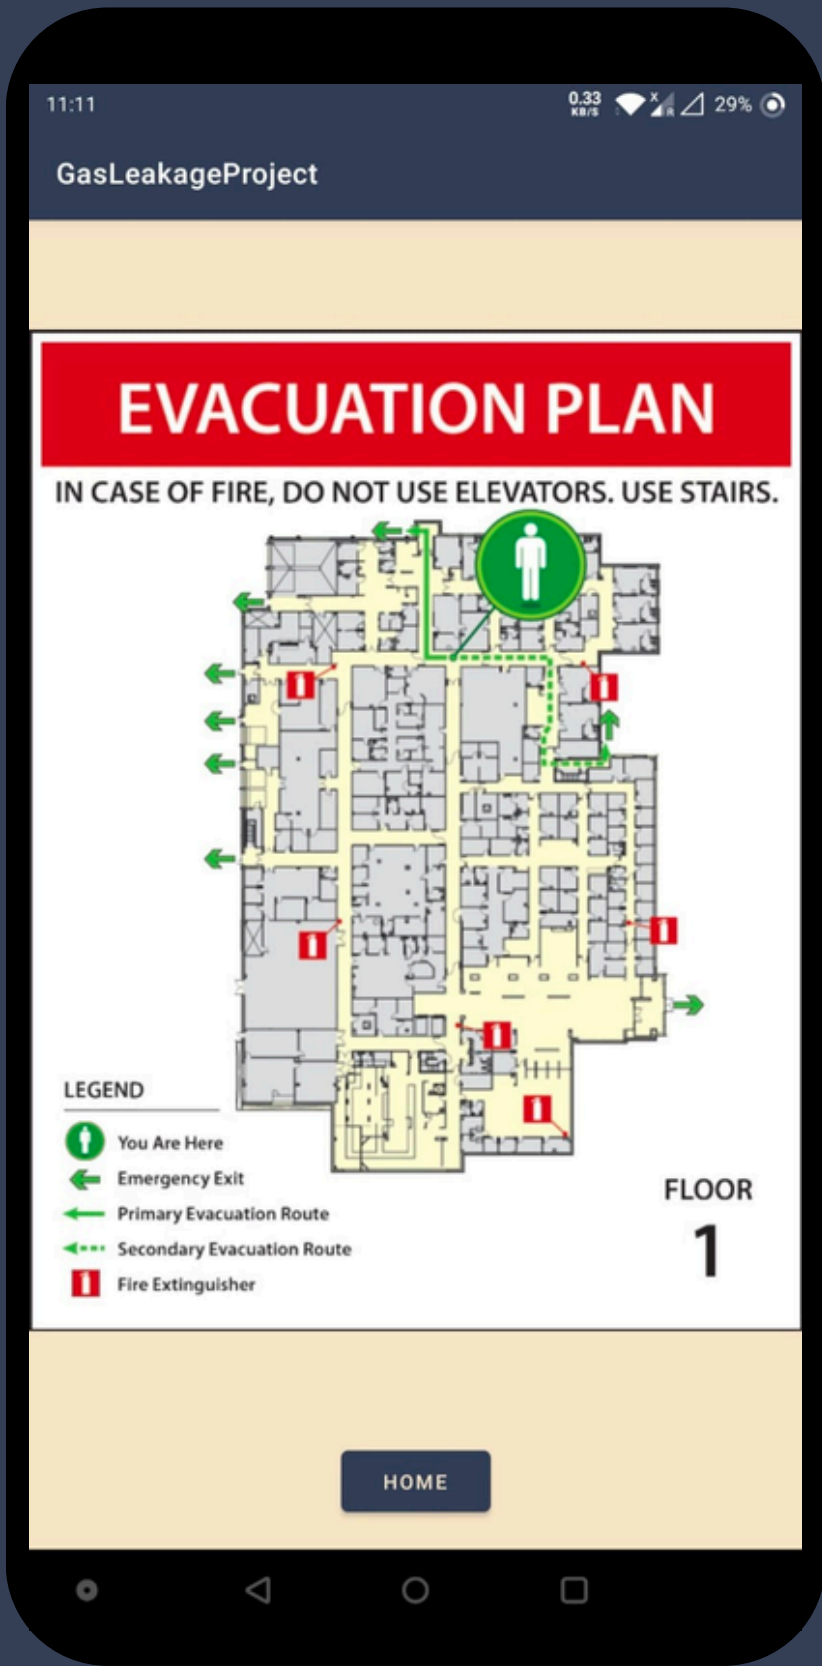 11:11
0.33
KB/S
X
R
29%
GasLeakageProject
EVACUATION PLAN
IN CASE OF FIRE, DO NOT USE ELEVATORS. USE STAIRS.
LEGEND
You Are Here
Emergency Exit
Primary Evacuation Route
Secondary Evacuation Route
Fire Extinguisher
FLOOR
1
HOME